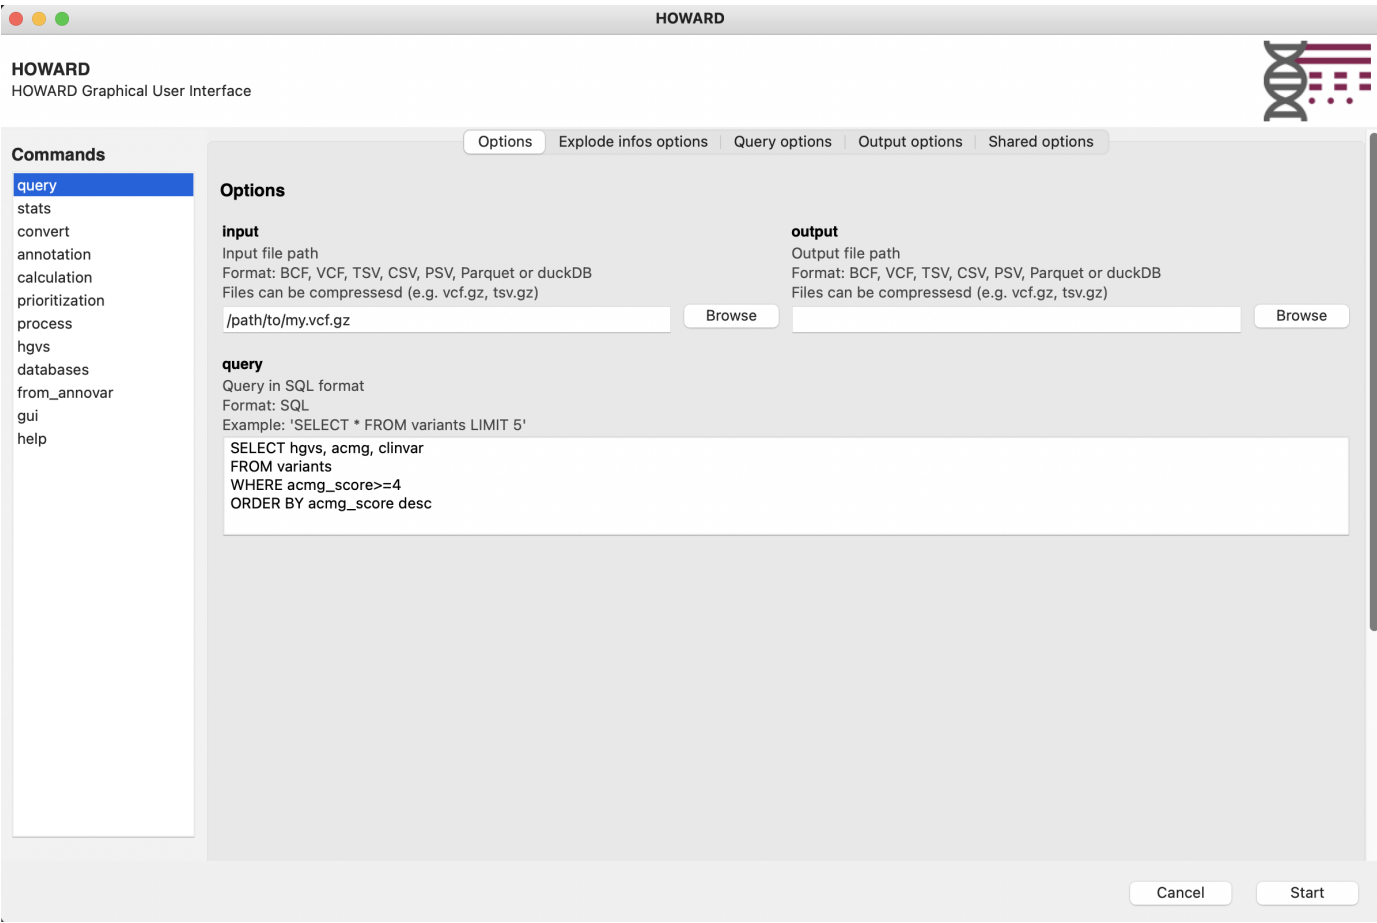 HOWARD
HOWARD
HOWARD Graphical User Interface
Commands
query
stats
convert
annotation
calculation
prioritization
process
hgvs
databases
from_annovar
gui
help
Options Explode infos options Query options Output options Shared options
Options
input
Input file path
Format: BCF, VCF, TSV, CSV, PSV, Parquet or duckDB
Files can be compressesd (e.g. vcf.gz, tsv.gz)
/path/to/my.vcf.gz Browse
output
Output file path
Format: BCF, VCF, TSV, CSV, PSV, Parquet or duckDB
Files can be compressesd (e.g. vcf.gz, tsv.gz)
Browse
query
Query in SQL format
Format: SQL
Example: 'SELECT * FROM variants LIMIT 5'
SELECT hgvs, acmg, clinvar
FROM variants
WHERE acmg_score>=4
ORDER BY acmg_score desc
Cancel Start